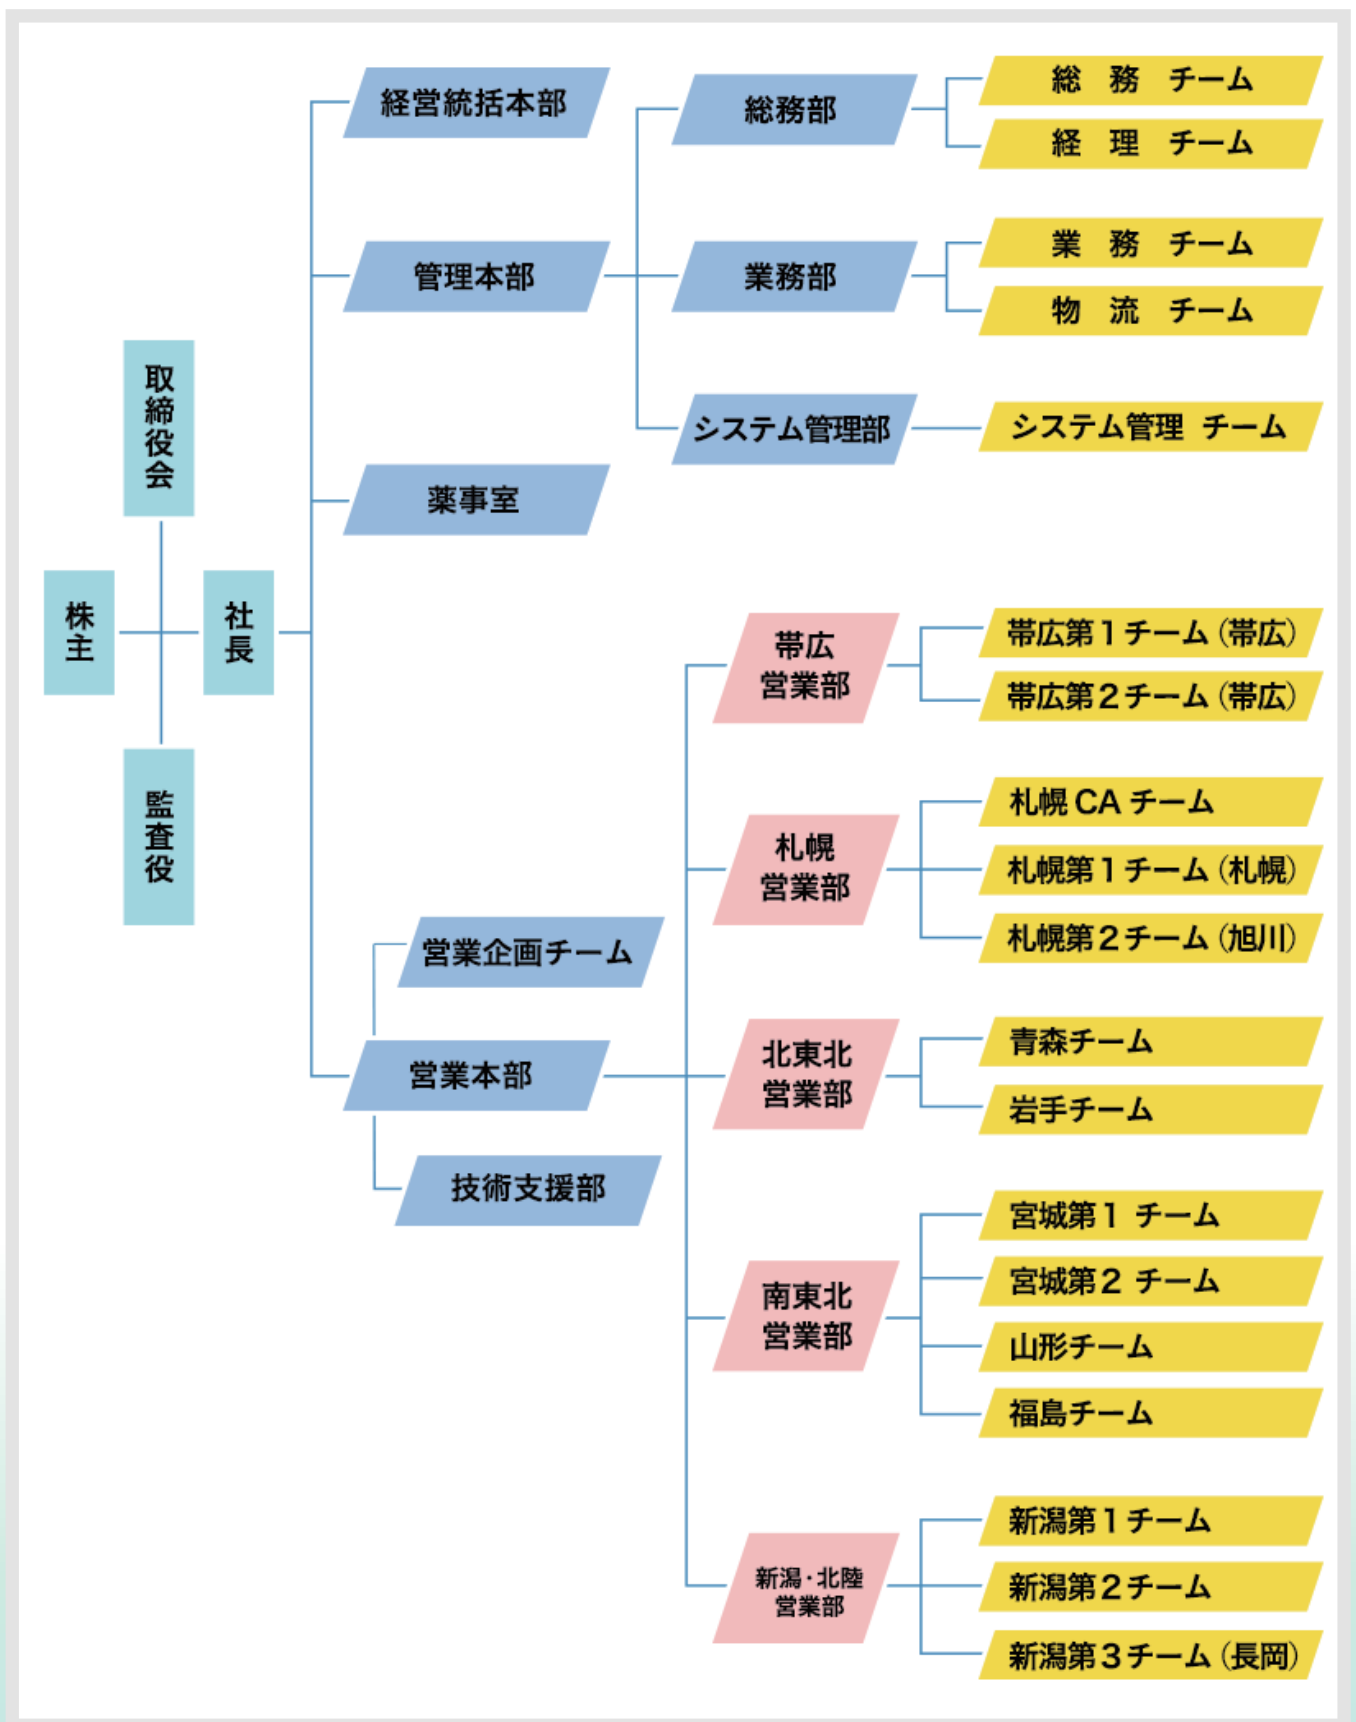 株主
取締役会
監査役
社長
経営統括本部
管理本部
総務部
総　務　チーム
経　理　チーム
業務部
業　務　チーム
物　流　チーム
システム管理部
システム管理 チーム
薬事室
営業企画チーム
営業本部
技術支援部
帯広
営業部
帯広第1チーム(帯広)
帯広第2チーム(帯広)
札幌
営業部
札幌CAチーム
札幌第1チーム(札幌)
札幌第2チーム(旭川)
北東北
営業部
青森チーム
岩手チーム
南東北
営業部
宮城第1 チーム
宮城第2 チーム
山形チーム
福島チーム
新潟・北陸
営業部
新潟第1チーム
新潟第2チーム
新潟第3チーム(長岡)